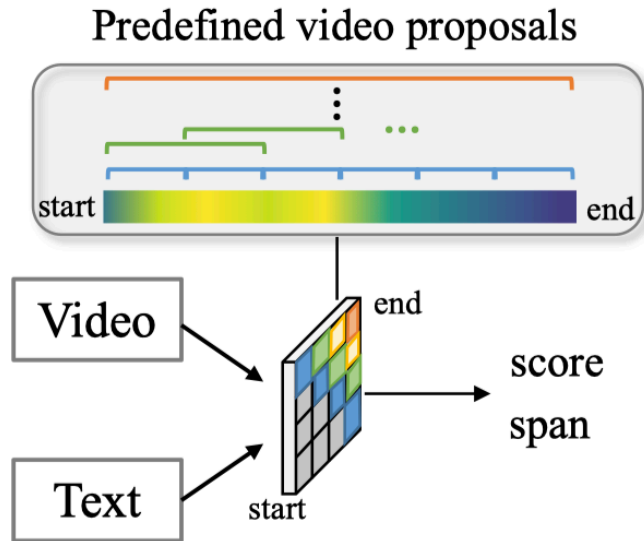 Predefined video proposals
start
end
Video
end
score
span
Text
start